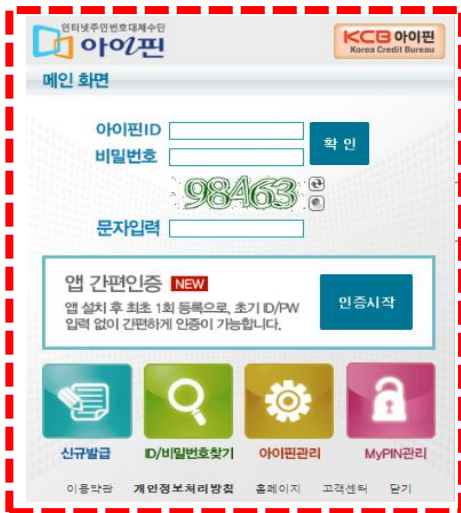 인터넷주민번호대체수단
아이핀
KCB 아이핀
Korea Credit Bureau
메인 화면
아이핀ID
비밀번호
확 인
98463
문자입력
앱 간편인증 NEW
앱 설치 후 최초 1회 등록으로, 초기 ID/PW
입력 없이 간편하게 인증이 가능합니다.
인증시작
신규발급
ID/비밀번호찾기
아이핀관리
MyPIN관리
이용약관 개인정보처리방침 홈페이지 고객센터 닫기